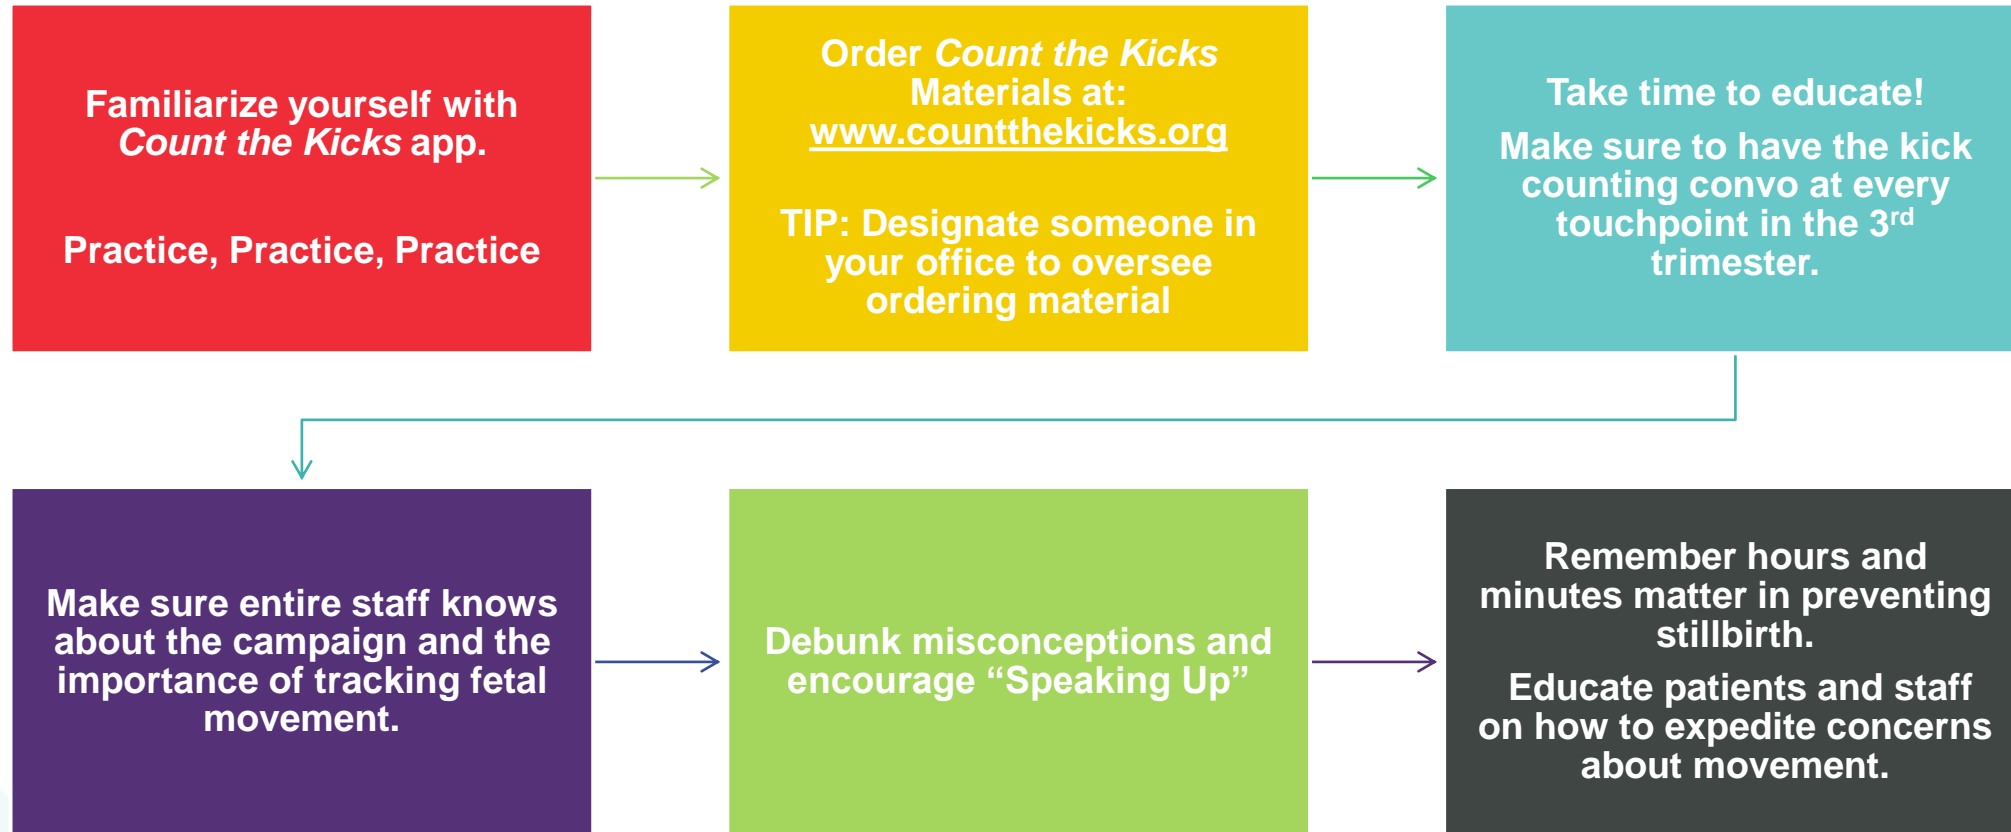 Familiarize yourself with
Count the Kicks app.
Practice, Practice, Practice
Order Count the Kicks
Materials at:
www.countthekicks.org
TIP: Designate someone in
your office to oversee
ordering material
Take time to educate!
Make sure to have the kick
counting convo at every
touchpoint in the 3rd
trimester.
Make sure entire staff knows
about the campaign and the
importance of tracking fetal
movement.
Debunk misconceptions and
encourage “Speaking Up”
Remember hours and
minutes matter in preventing
stillbirth.
Educate patients and staff
on how to expedite concerns
about movement.